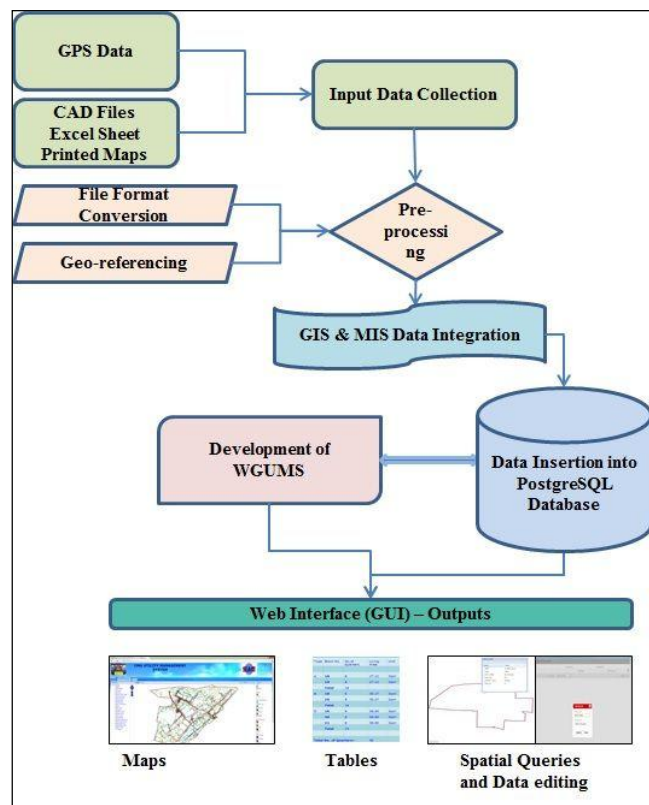 GPS Data
CAD Files
Excel Sheet
Printed Maps
Input Data Collection
File Format
Conversion
Geo-referencing
Pre-
processi
ng
GIS & MIS Data Integration
Development of
WGUMS
Data Insertion into
PostgreSQL
Database
Web Interface (GUI) – Outputs
Maps
Tables
Spatial Queries
and Data editing